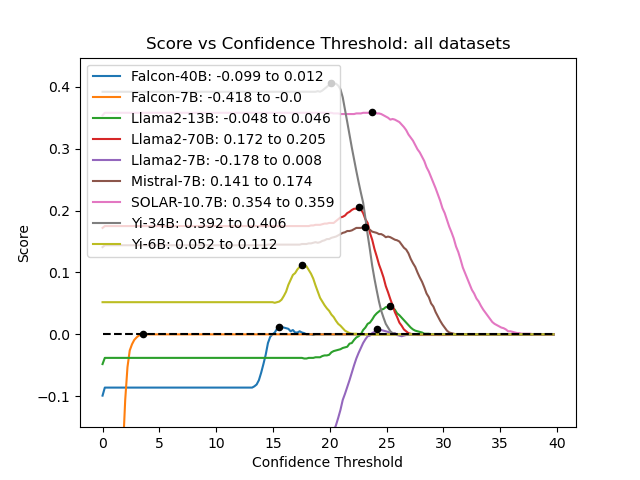 Score vs Confidence Threshold: all datasets
Falcon-40B: -0.099 to 0.012
Falcon-7B: -0.418 to -0.0
Llama2-13B: -0.048 to 0.046
Llama2-70B: 0.172 to 0.205
Llama2-7B: -0.178 to 0.008
Mistral-7B: 0.141 to 0.174
SOLAR-10.7B: 0.354 to 0.359
Yi-34B: 0.392 to 0.406
Yi-6B: 0.052 to 0.112
Score
0.4
0.3
0.2
0.1
0.0
−0.1
0 5 10 15 20 25 30 35 40
Confidence Threshold